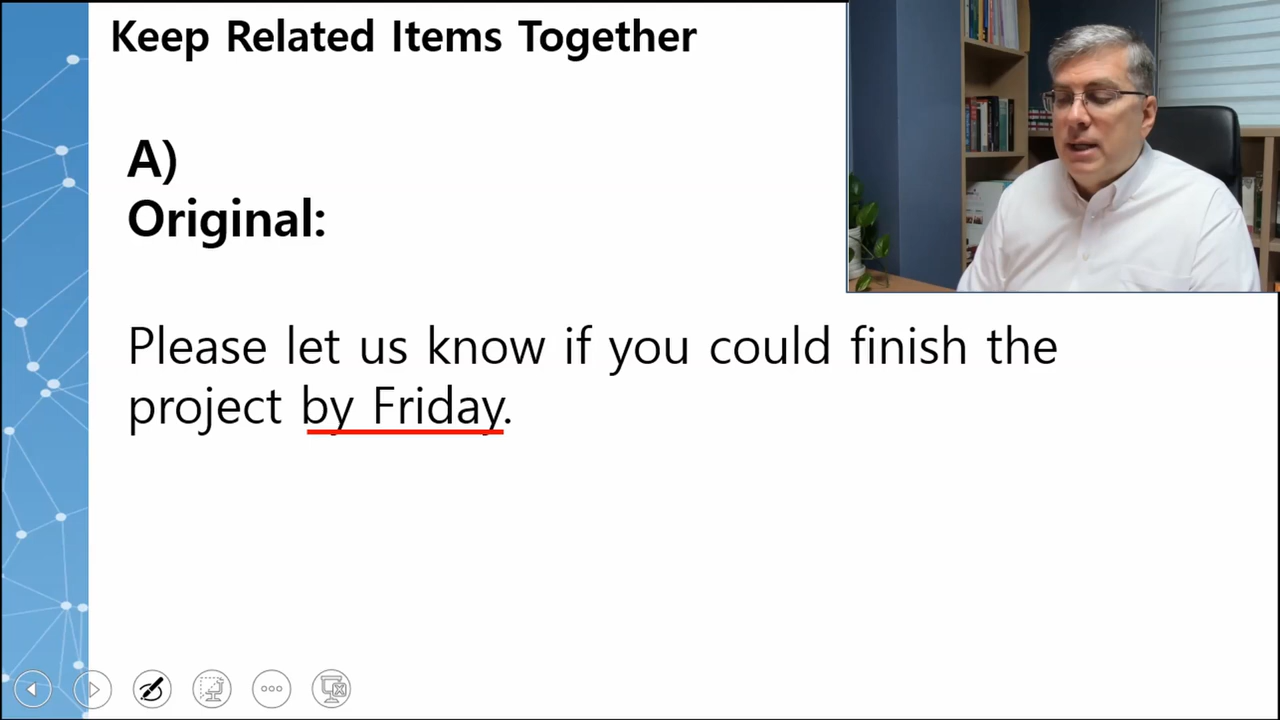 Keep Related Items Together
A)
Original:
Please let us know if you could finish the
project by Friday.